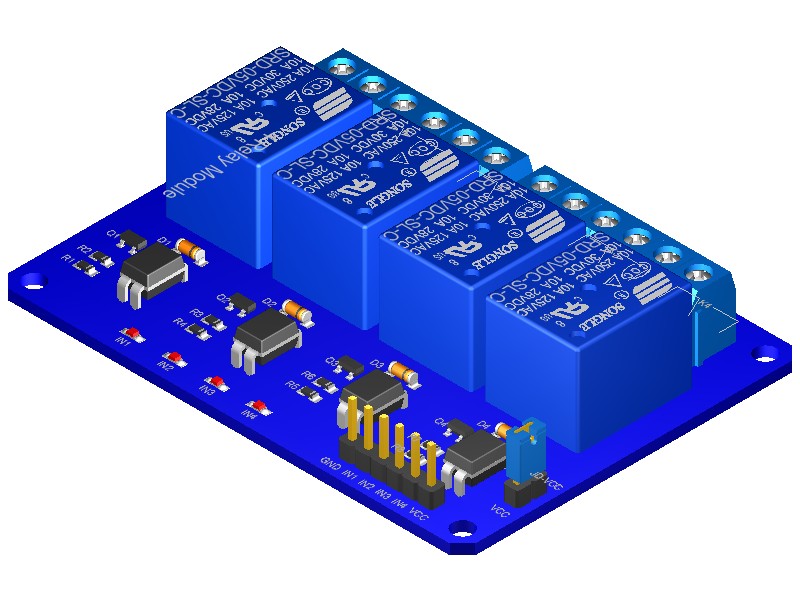 SRD-05VDC-SL-C
10A 250VAC 10A 125VAC
10A 30VDC 10A 28VDC
SONGLE
Relay Module
SRD-05VDC-SL-C
10A 250VAC 10A 125VAC
10A 30VDC 10A 28VDC
SONGLE
SRD-05VDC-SL-C
10A 250VAC 10A 125VAC
10A 30VDC 10A 28VDC
SONGLE
SRD-05VDC-SL-C
10A 250VAC 10A 125VAC
10A 30VDC 10A 28VDC
SONGLE
K4
D1
R2
R1
D2
R3
R4
IN1
IN2
IN3
IN4
Q3
D3
R6
R5
Q4
D4
GND IN1 IN2 IN3 IN4 VCC
JD-VCC
VCC